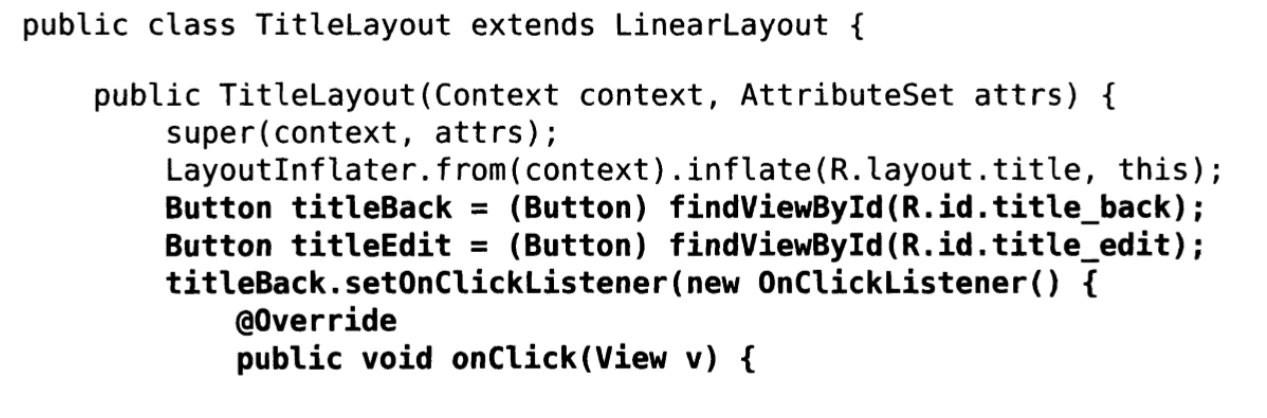 public class TitleLayout extends LinearLayout {
public TitleLayout(Context context, AttributeSet attrs) {
super(context, attrs);
LayoutInflater.from(context).inflate(R.layout.title, this);
Button titleBack = (Button) findViewById(R.id.title_back);
Button titleEdit = (Button) findViewById(R.id.title_edit);
titleBack.setOnClickListener(new OnClickListener() {
@Override
public void onClick(View v) {